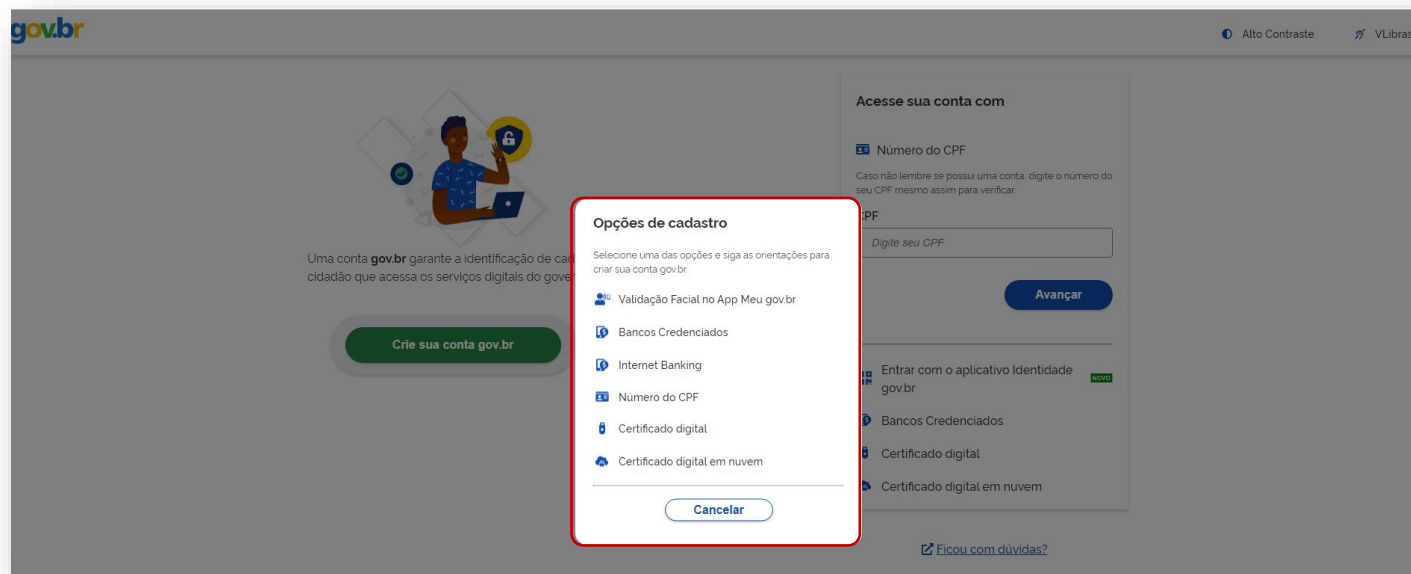 gov.br
Alto Contraste
VLibras
Uma conta gov.br garante a identificação de cad
cidadão que acessa os serviços digitais do gover
Crie sua conta gov.br
Opções de cadastro
Selecione uma das opções e siga as orientações para
criar sua conta gov.br.
Validação Facial no App Meu gov.br
Bancos Credenciados
Internet Banking
Número do CPF
Certificado digital
Certificado digital em nuvem
Cancelar
Acesse sua conta com
Número do CPF
Caso não lembre se possui uma conta, digite o número do
seu CPF mesmo assim para verificar.
CPF
Digite seu CPF
Avançar
Entrar com o aplicativo Identidade
gov.br
NOVO
Bancos Credenciados
Certificado digital
Certificado digital em nuvem
Ficou com dúvidas?